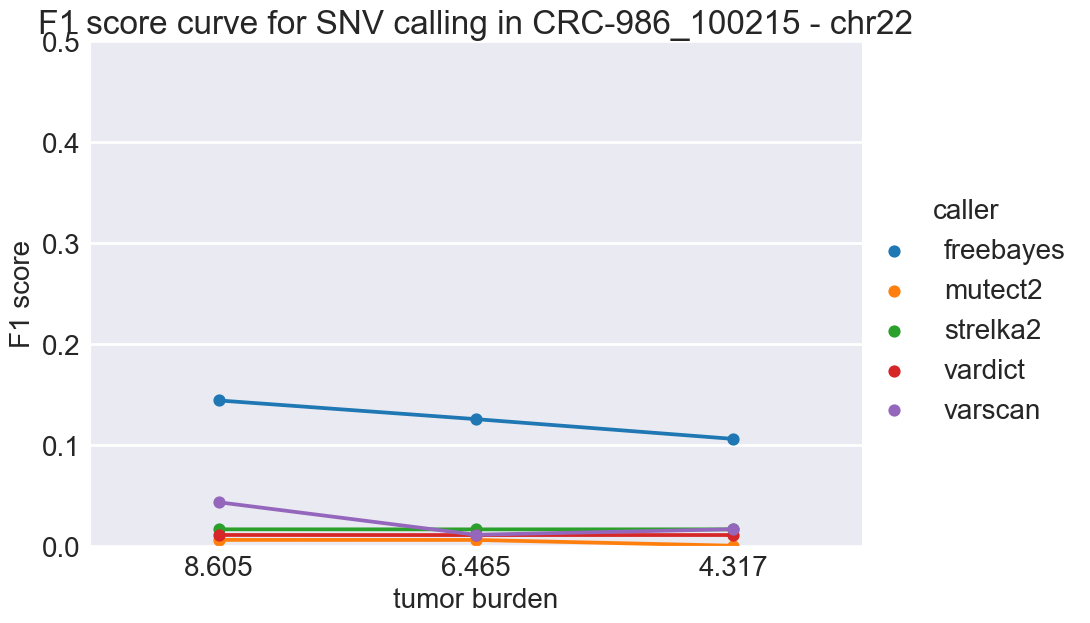 F1 score curve for SNV calling in CRC-986_100215 - chr22
0.5
0.4
0.3
0.2
0.1
0.0
F1 score
8.605 6.465 4.317
tumor burden
caller
freebayes
mutect2
strelka2
vardict
varscan